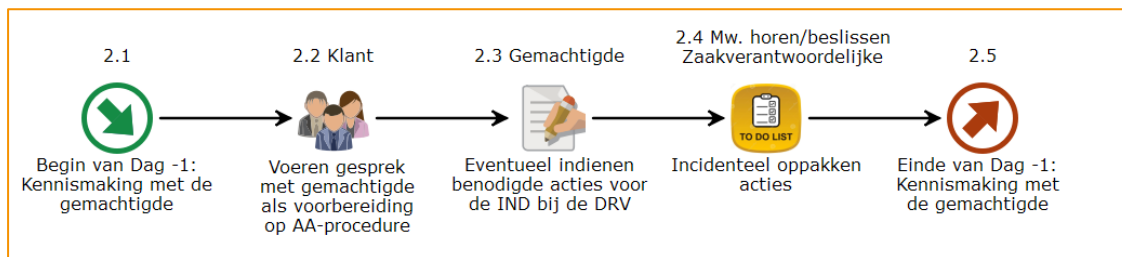 2.1
Begin van Dag -1:
Kennismaking met de
gemachtigde
2.2 Klant
Voeren gesprek
met gemachtigde
als voorbereiding
op AA-procedure
2.3 Gemachtigde
Eventueel indienen
benodigde acties voor
de IND bij de DRV
2.4 Mw. horen/beslissen
Zaakverantwoordelijke
TO DO LIST
Incidenteel oppakken
acties
2.5
Einde van Dag -1:
Kennismaking met
de gemachtigde